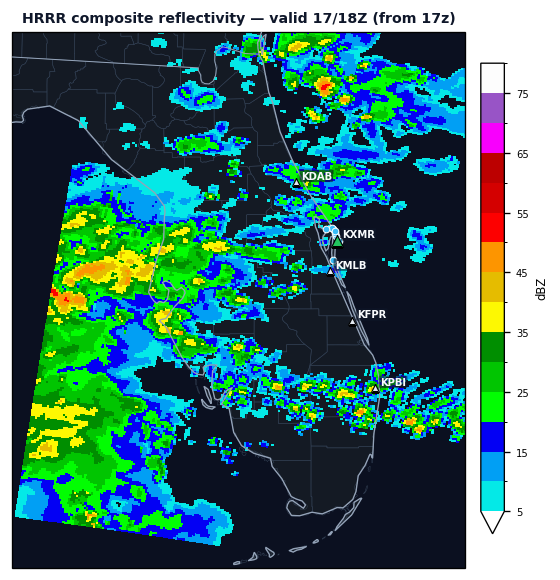 HRRR composite reflectivity — valid 17/18Z (from 17z)
KDAB
KXMR
KMLB
KFPR
KPBI
75
65
55
45
35
25
15
5
dBZ